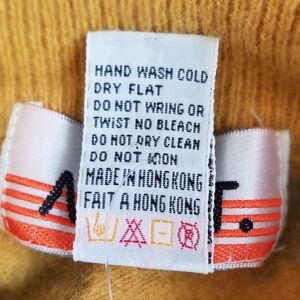 HAND WASH COLD
DRY FLAT
DO NOT WRING OR
TWIST NO BLEACH
DO NOT DRY CLEAN
DO NOT IRON
MADE IN HONG KONG
FAIT A HONG KONG